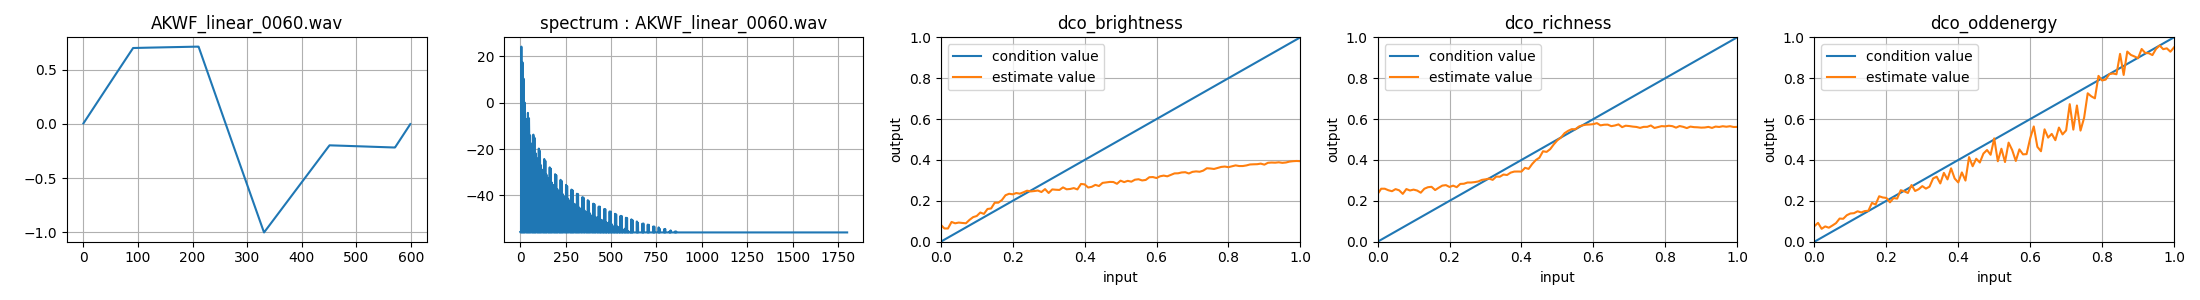 AKWF_linear_0060.wav
0.5
0.0
−0.5
−1.0
0 100 200 300 400 500 600
spectrum : AKWF_linear_0060.wav
20
0
−20
−40
0 250 500 750 1000 1250 1500 1750
dco_brightness
condition value
estimate value
output
1.0
0.8
0.6
0.4
0.2
0.0
0.0 0.2 0.4 0.6 0.8 1.0
input
dco_richness
condition value
estimate value
output
1.0
0.8
0.6
0.4
0.2
0.0
0.0 0.2 0.4 0.6 0.8 1.0
input
dco_oddenergy
condition value
estimate value
output
1.0
0.8
0.6
0.4
0.2
0.0
0.0 0.2 0.4 0.6 0.8 1.0
input